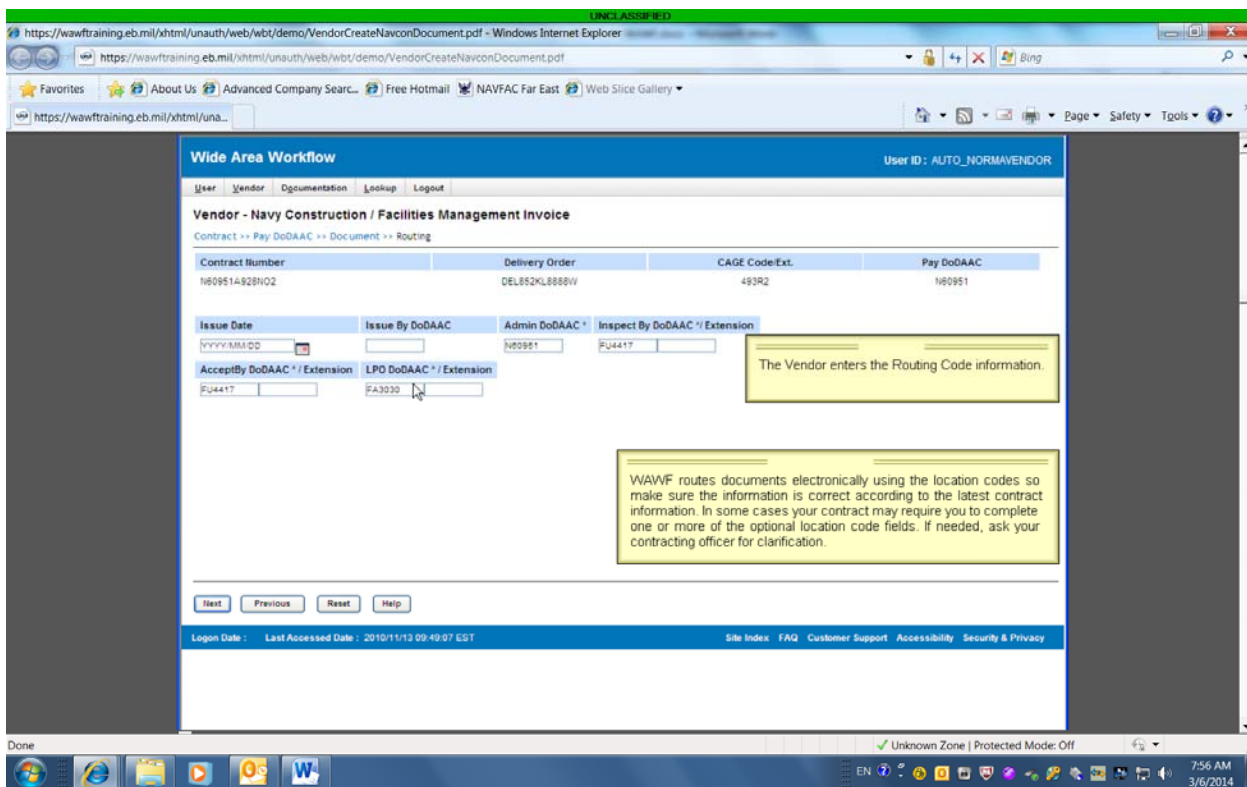 UNCLASSIFIED
https://wawftraining.eb.mil/xhtml/unauth/web/wbt/demo/VendorCreateNavconDocument.pdf - Windows Internet Explorer
https://wawftraining.eb.mil/xhtml/unauth/web/wbt/demo/VendorCreateNavconDocument.pdf
Bing
Favorites About Us Advanced Company Searc... Free Hotmail NAVFAC Far East Web Slice Gallery
https://wawftraining.eb.mil/xhtml/una...
Page Safety Tools
Wide Area Workflow
User ID : AUTO_NORMAVENDOR
User Vendor Documentation Lookup Logout
Vendor - Navy Construction / Facilities Management Invoice
Contract >> Pay DoDAAC >> Document >> Routing
Contract Number Delivery Order CAGE Code/Ext. Pay DoDAAC
N60951A928NO2 DEL852KL8888W 493R2 N60951
Issue Date Issue By DoDAAC Admin DoDAAC * Inspect By DoDAAC */ Extension
YYYY/MM/DD N60951 FU4417
AcceptBy DoDAAC * / Extension LPO DoDAAC * / Extension
FU4417 FA3030
The Vendor enters the Routing Code information.
WAWF routes documents electronically using the location codes so
make sure the information is correct according to the latest contract
information. In some cases your contract may require you to complete
one or more of the optional location code fields. If needed, ask your
contracting officer for clarification.
Next Previous Reset Help
Logon Date : Last Accessed Date : 2010/11/13 09:49:07 EST
Site Index FAQ Customer Support Accessibility Security & Privacy
Done
Unknown Zone | Protected Mode: Off
EN
7:56 AM
3/6/2014